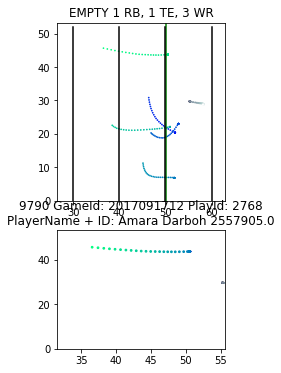 EMPTY 1 RB, 1 TE, 3 WR
50
40
30
20
10
0
30 40 50 60
9790 GameId: 2017091712 PlayId: 2768
PlayerName + ID: Amara Darboh 2557905.0
40
20
0
35 40 45 50 55